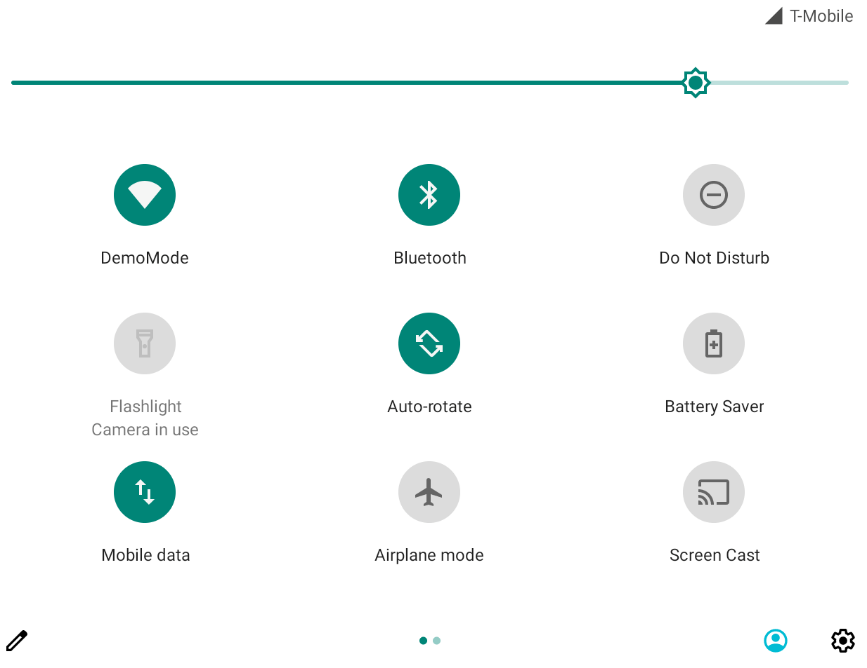 T-Mobile
DemoMode
Bluetooth
Do Not Disturb
Flashlight
Camera in use
Auto-rotate
Battery Saver
Mobile data
Airplane mode
Screen Cast